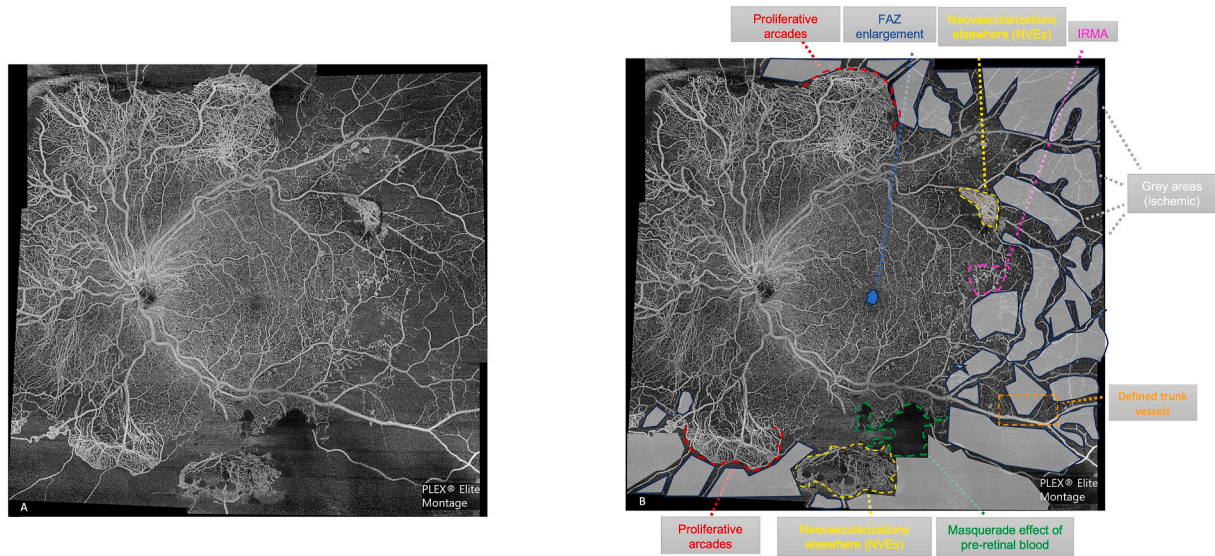 Proliferative
arcades
FAZ
enlargement
Neovascularizations
elsewhere (NVEs)
IRMA
Grey areas
(ischemic)
Defined trunk
vessels
PLEX® Elite
Montage
A
PLEX® Elite
Montage
B
Proliferative
arcades
Neovascularizations
elsewhere (NVEs)
Masquerade effect of
pre-retinal blood